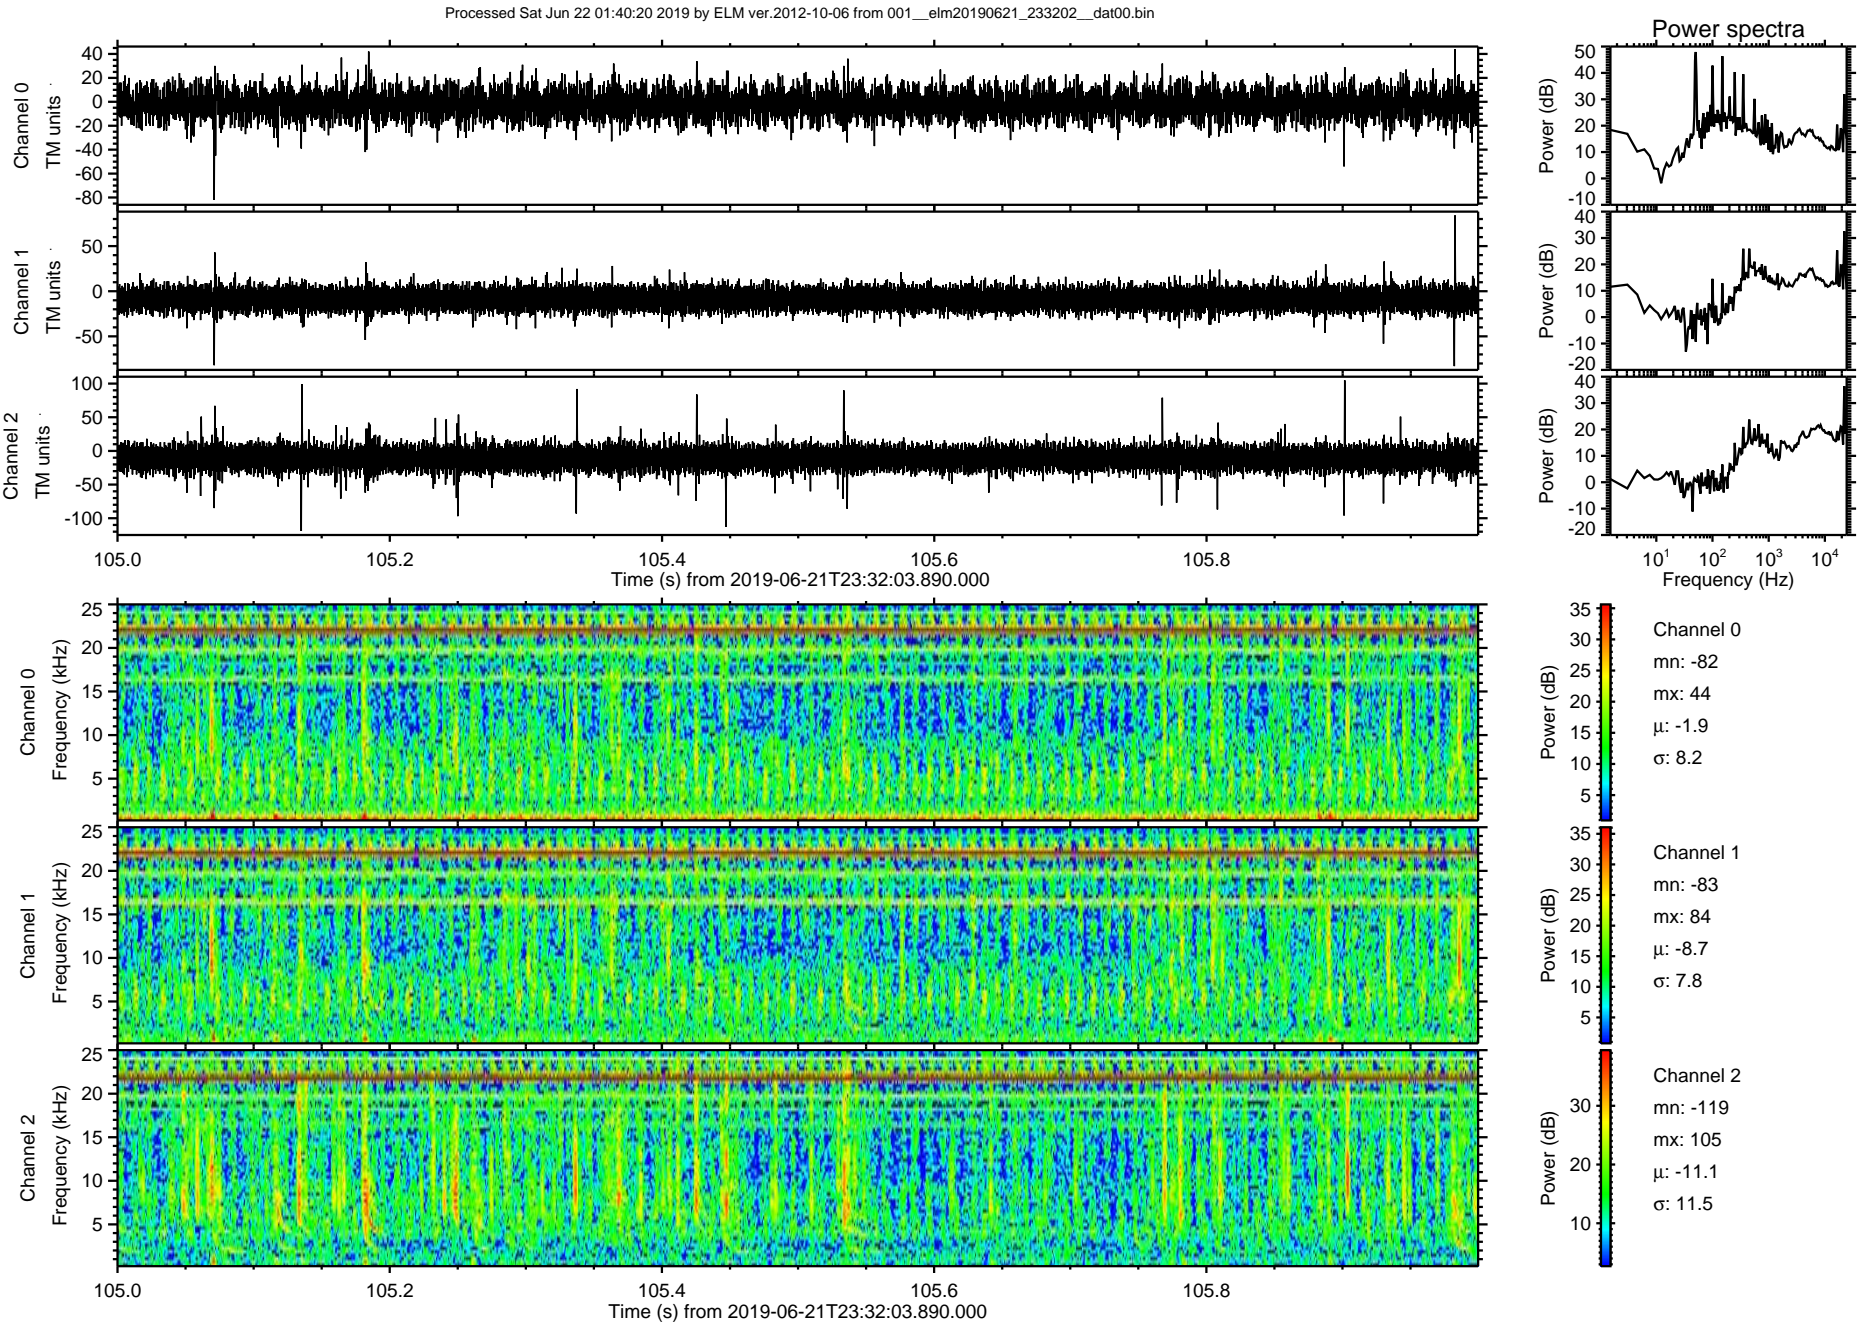 Processed Sat Jun 22 01:40:20 2019 by ELM ver.2012-10-06 from 001__elm20190621_233202__dat00.bin
Power spectra
Channel 0
TM units
40
20
0
-20
-40
-60
-80
Power (dB)
50
40
30
20
10
0
-10
Channel 1
TM units
50
0
-50
Power (dB)
40
30
20
10
0
-10
-20
Channel 2
TM units
100
50
0
-50
-100
Power (dB)
40
30
20
10
0
-10
-20
105.0 105.2 105.4 105.6 105.8
Time (s) from 2019-06-21T23:32:03.890.000
10^1 10^2 10^3 10^4
Frequency (Hz)
Channel 0
Frequency (kHz)
25
20
15
10
5
Power (dB)
35
30
25
20
15
10
5
Channel 0
mn: -82
mx: 44
µ: -1.9
σ: 8.2
Channel 1
Frequency (kHz)
25
20
15
10
5
Power (dB)
35
30
25
20
15
10
5
Channel 1
mn: -83
mx: 84
µ: -8.7
σ: 7.8
Channel 2
Frequency (kHz)
25
20
15
10
5
Power (dB)
30
20
10
Channel 2
mn: -119
mx: 105
µ: -11.1
σ: 11.5
105.0 105.2 105.4 105.6 105.8
Time (s) from 2019-06-21T23:32:03.890.000